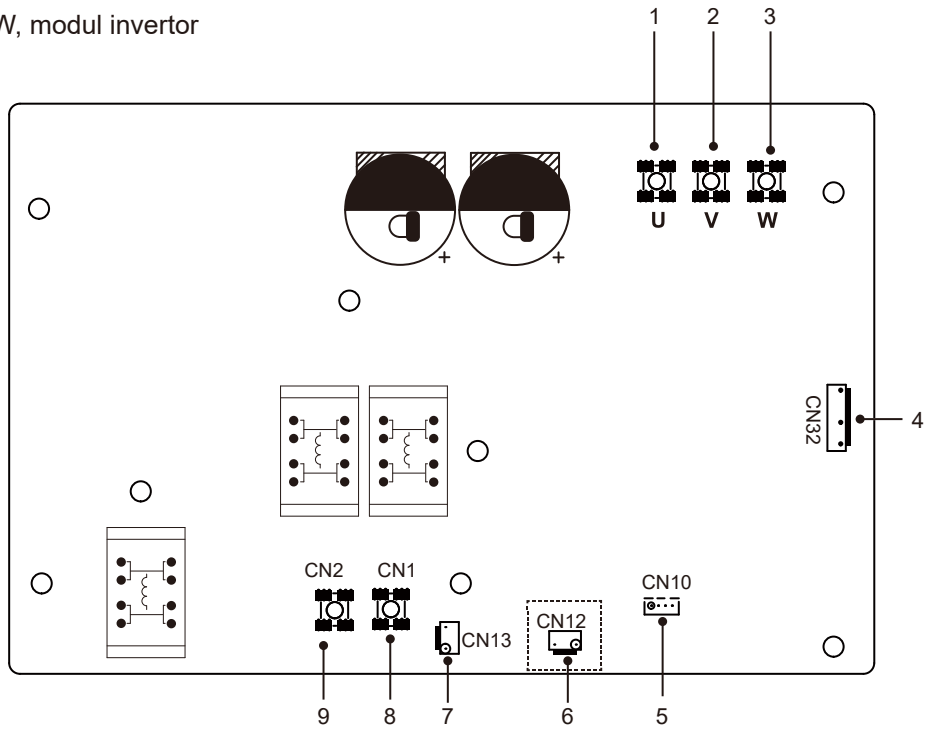 1 2 3
W, modul invertor
U V W
+ +
CN32
4
CN2 CN1
CN10
CN12
CN13
9 8 7 6 5